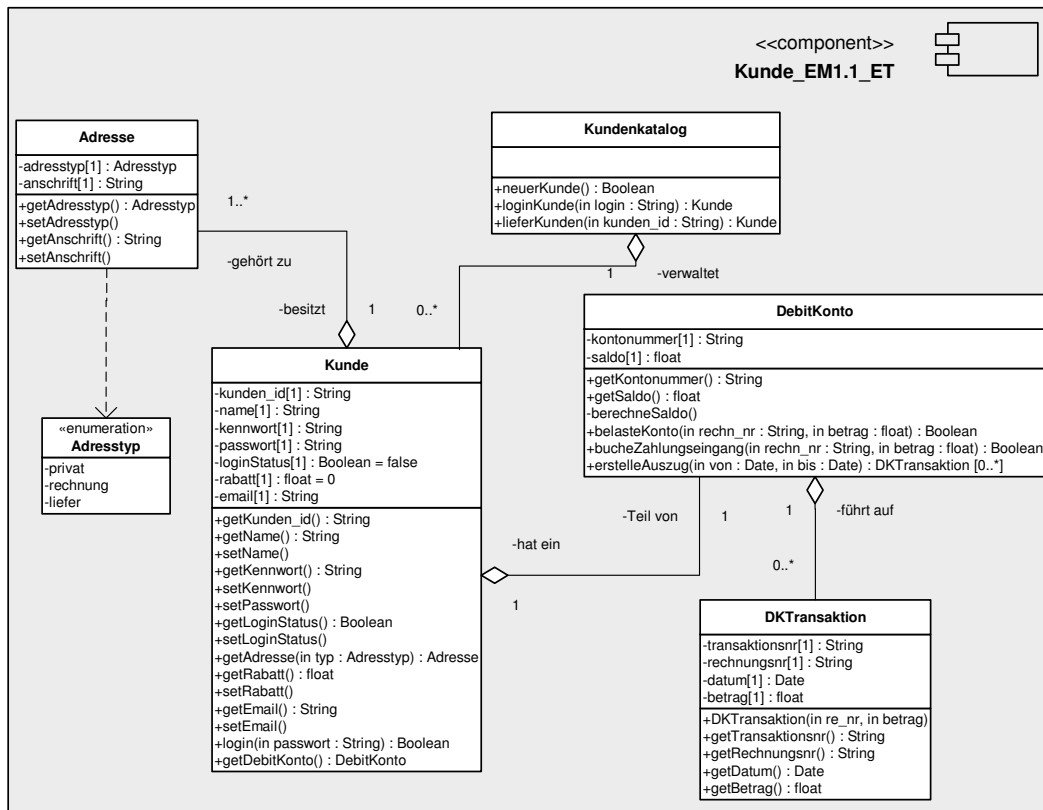 <<component>>
Kunde_EM1.1_ET
Adresse
-adresstyp[1] : Adresstyp
-anschrift[1] : String
+getAdresstyp() : Adresstyp
+setAdresstyp()
+getAnschrift() : String
+setAnschrift()
Kundenkatalog
+neuerKunde() : Boolean
+loginKunde(in login : String) : Kunde
+lieferKunden(in kunden_id : String) : Kunde
1..*
-gehört zu
-besitzt
1
0..*
1
-verwaltet
«enumeration»
Adresstyp
-privat
-rechnung
-liefer
Kunde
-kunden_id[1] : String
-name[1] : String
-kennwort[1] : String
-passwort[1] : String
-loginStatus[1] : Boolean = false
-rabatt[1] : float = 0
-email[1] : String
+getKunden_id() : String
+getName() : String
+setName()
+getKennwort() : String
+setKennwort()
+setPasswort()
+getLoginStatus() : Boolean
+setLoginStatus()
+getAdresse(in typ : Adresstyp) : Adresse
+getRabatt() : float
+setRabatt()
+getEmail() : String
+setEmail()
+login(in passwort : String) : Boolean
+getDebitKonto() : DebitKonto
DebitKonto
-kontonummer[1] : String
-saldo[1] : float
+getKontonummer() : String
+getSaldo() : float
-berechneSaldo()
+belasteKonto(in rechn_nr : String, in betrag : float) : Boolean
+bucheZahlungseingang(in rechn_nr : String, in betrag : float) : Boolean
+erstelleAuszug(in von : Date, in bis : Date) : DKTransaktion [0..*]
-Teil von
1
-hat ein
1
1
-führt auf
0..*
DKTransaktion
-transaktionsnr[1] : String
-rechnungsnr[1] : String
-datum[1] : Date
-betrag[1] : float
+DKTransaktion(in re_nr, in betrag)
+getTransaktionsnr() : String
+getRechnungsnr() : String
+getDatum() : Date
+getBetrag() : float